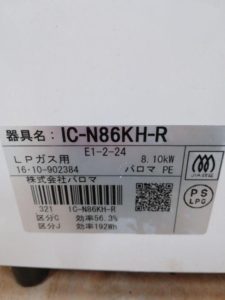 器具名：IC-N86KH-R
E1-2-24
LPガス用 8.10kW
16·10-902384 パロマ PE
株式会社パロマ
321 IC-N86KH-R
区分C 効率56.3%
区分J 効率192Wh
PS
LPG